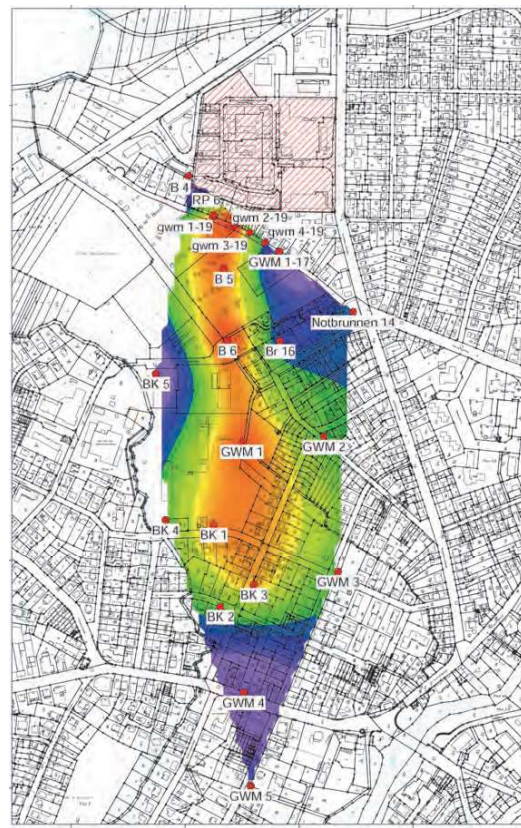 B 4
RP 6
gwm 2-19
gwm 1-19
gwm 4-19
gwm 3-19
GWM 1-17
B 5
Notbrunnen 14
Br 16
B 6
BK 5
GWM 2
GWM 1
BK 4
BK 1
GWM 3
BK 3
BK 2
GWM 4
GWM 5